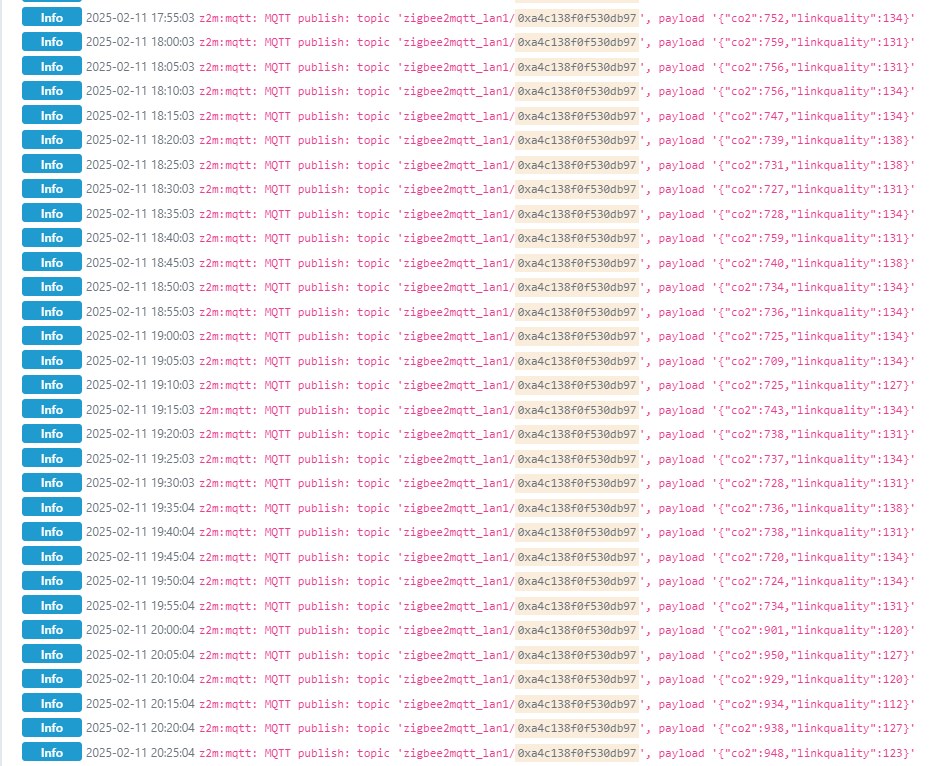 Info 2025-02-11 17:55:03 z2m:mqtt: MQTT publish: topic 'zigbee2mqtt_lan1/0xa4c138f0f530db97', payload '{"co2":752,"linkquality":134}'
Info 2025-02-11 18:00:03 z2m:mqtt: MQTT publish: topic 'zigbee2mqtt_lan1/0xa4c138f0f530db97', payload '{"co2":759,"linkquality":131}'
Info 2025-02-11 18:05:03 z2m:mqtt: MQTT publish: topic 'zigbee2mqtt_lan1/0xa4c138f0f530db97', payload '{"co2":756,"linkquality":131}'
Info 2025-02-11 18:10:03 z2m:mqtt: MQTT publish: topic 'zigbee2mqtt_lan1/0xa4c138f0f530db97', payload '{"co2":756,"linkquality":134}'
Info 2025-02-11 18:15:03 z2m:mqtt: MQTT publish: topic 'zigbee2mqtt_lan1/0xa4c138f0f530db97', payload '{"co2":747,"linkquality":134}'
Info 2025-02-11 18:20:03 z2m:mqtt: MQTT publish: topic 'zigbee2mqtt_lan1/0xa4c138f0f530db97', payload '{"co2":739,"linkquality":138}'
Info 2025-02-11 18:25:03 z2m:mqtt: MQTT publish: topic 'zigbee2mqtt_lan1/0xa4c138f0f530db97', payload '{"co2":731,"linkquality":138}'
Info 2025-02-11 18:30:03 z2m:mqtt: MQTT publish: topic 'zigbee2mqtt_lan1/0xa4c138f0f530db97', payload '{"co2":727,"linkquality":131}'
Info 2025-02-11 18:35:03 z2m:mqtt: MQTT publish: topic 'zigbee2mqtt_lan1/0xa4c138f0f530db97', payload '{"co2":728,"linkquality":134}'
Info 2025-02-11 18:40:03 z2m:mqtt: MQTT publish: topic 'zigbee2mqtt_lan1/0xa4c138f0f530db97', payload '{"co2":759,"linkquality":131}'
Info 2025-02-11 18:45:03 z2m:mqtt: MQTT publish: topic 'zigbee2mqtt_lan1/0xa4c138f0f530db97', payload '{"co2":740,"linkquality":138}'
Info 2025-02-11 18:50:03 z2m:mqtt: MQTT publish: topic 'zigbee2mqtt_lan1/0xa4c138f0f530db97', payload '{"co2":734,"linkquality":134}'
Info 2025-02-11 18:55:03 z2m:mqtt: MQTT publish: topic 'zigbee2mqtt_lan1/0xa4c138f0f530db97', payload '{"co2":736,"linkquality":134}'
Info 2025-02-11 19:00:03 z2m:mqtt: MQTT publish: topic 'zigbee2mqtt_lan1/0xa4c138f0f530db97', payload '{"co2":725,"linkquality":134}'
Info 2025-02-11 19:05:03 z2m:mqtt: MQTT publish: topic 'zigbee2mqtt_lan1/0xa4c138f0f530db97', payload '{"co2":709,"linkquality":134}'
Info 2025-02-11 19:10:03 z2m:mqtt: MQTT publish: topic 'zigbee2mqtt_lan1/0xa4c138f0f530db97', payload '{"co2":725,"linkquality":127}'
Info 2025-02-11 19:15:03 z2m:mqtt: MQTT publish: topic 'zigbee2mqtt_lan1/0xa4c138f0f530db97', payload '{"co2":743,"linkquality":134}'
Info 2025-02-11 19:20:03 z2m:mqtt: MQTT publish: topic 'zigbee2mqtt_lan1/0xa4c138f0f530db97', payload '{"co2":738,"linkquality":131}'
Info 2025-02-11 19:25:03 z2m:mqtt: MQTT publish: topic 'zigbee2mqtt_lan1/0xa4c138f0f530db97', payload '{"co2":737,"linkquality":134}'
Info 2025-02-11 19:30:03 z2m:mqtt: MQTT publish: topic 'zigbee2mqtt_lan1/0xa4c138f0f530db97', payload '{"co2":728,"linkquality":131}'
Info 2025-02-11 19:35:04 z2m:mqtt: MQTT publish: topic 'zigbee2mqtt_lan1/0xa4c138f0f530db97', payload '{"co2":736,"linkquality":138}'
Info 2025-02-11 19:40:04 z2m:mqtt: MQTT publish: topic 'zigbee2mqtt_lan1/0xa4c138f0f530db97', payload '{"co2":738,"linkquality":131}'
Info 2025-02-11 19:45:04 z2m:mqtt: MQTT publish: topic 'zigbee2mqtt_lan1/0xa4c138f0f530db97', payload '{"co2":720,"linkquality":134}'
Info 2025-02-11 19:50:04 z2m:mqtt: MQTT publish: topic 'zigbee2mqtt_lan1/0xa4c138f0f530db97', payload '{"co2":724,"linkquality":134}'
Info 2025-02-11 19:55:04 z2m:mqtt: MQTT publish: topic 'zigbee2mqtt_lan1/0xa4c138f0f530db97', payload '{"co2":734,"linkquality":131}'
Info 2025-02-11 20:00:04 z2m:mqtt: MQTT publish: topic 'zigbee2mqtt_lan1/0xa4c138f0f530db97', payload '{"co2":901,"linkquality":120}'
Info 2025-02-11 20:05:04 z2m:mqtt: MQTT publish: topic 'zigbee2mqtt_lan1/0xa4c138f0f530db97', payload '{"co2":950,"linkquality":127}'
Info 2025-02-11 20:10:04 z2m:mqtt: MQTT publish: topic 'zigbee2mqtt_lan1/0xa4c138f0f530db97', payload '{"co2":929,"linkquality":120}'
Info 2025-02-11 20:15:04 z2m:mqtt: MQTT publish: topic 'zigbee2mqtt_lan1/0xa4c138f0f530db97', payload '{"co2":934,"linkquality":112}'
Info 2025-02-11 20:20:04 z2m:mqtt: MQTT publish: topic 'zigbee2mqtt_lan1/0xa4c138f0f530db97', payload '{"co2":938,"linkquality":127}'
Info 2025-02-11 20:25:04 z2m:mqtt: MQTT publish: topic 'zigbee2mqtt_lan1/0xa4c138f0f530db97', payload '{"co2":948,"linkquality":123}'